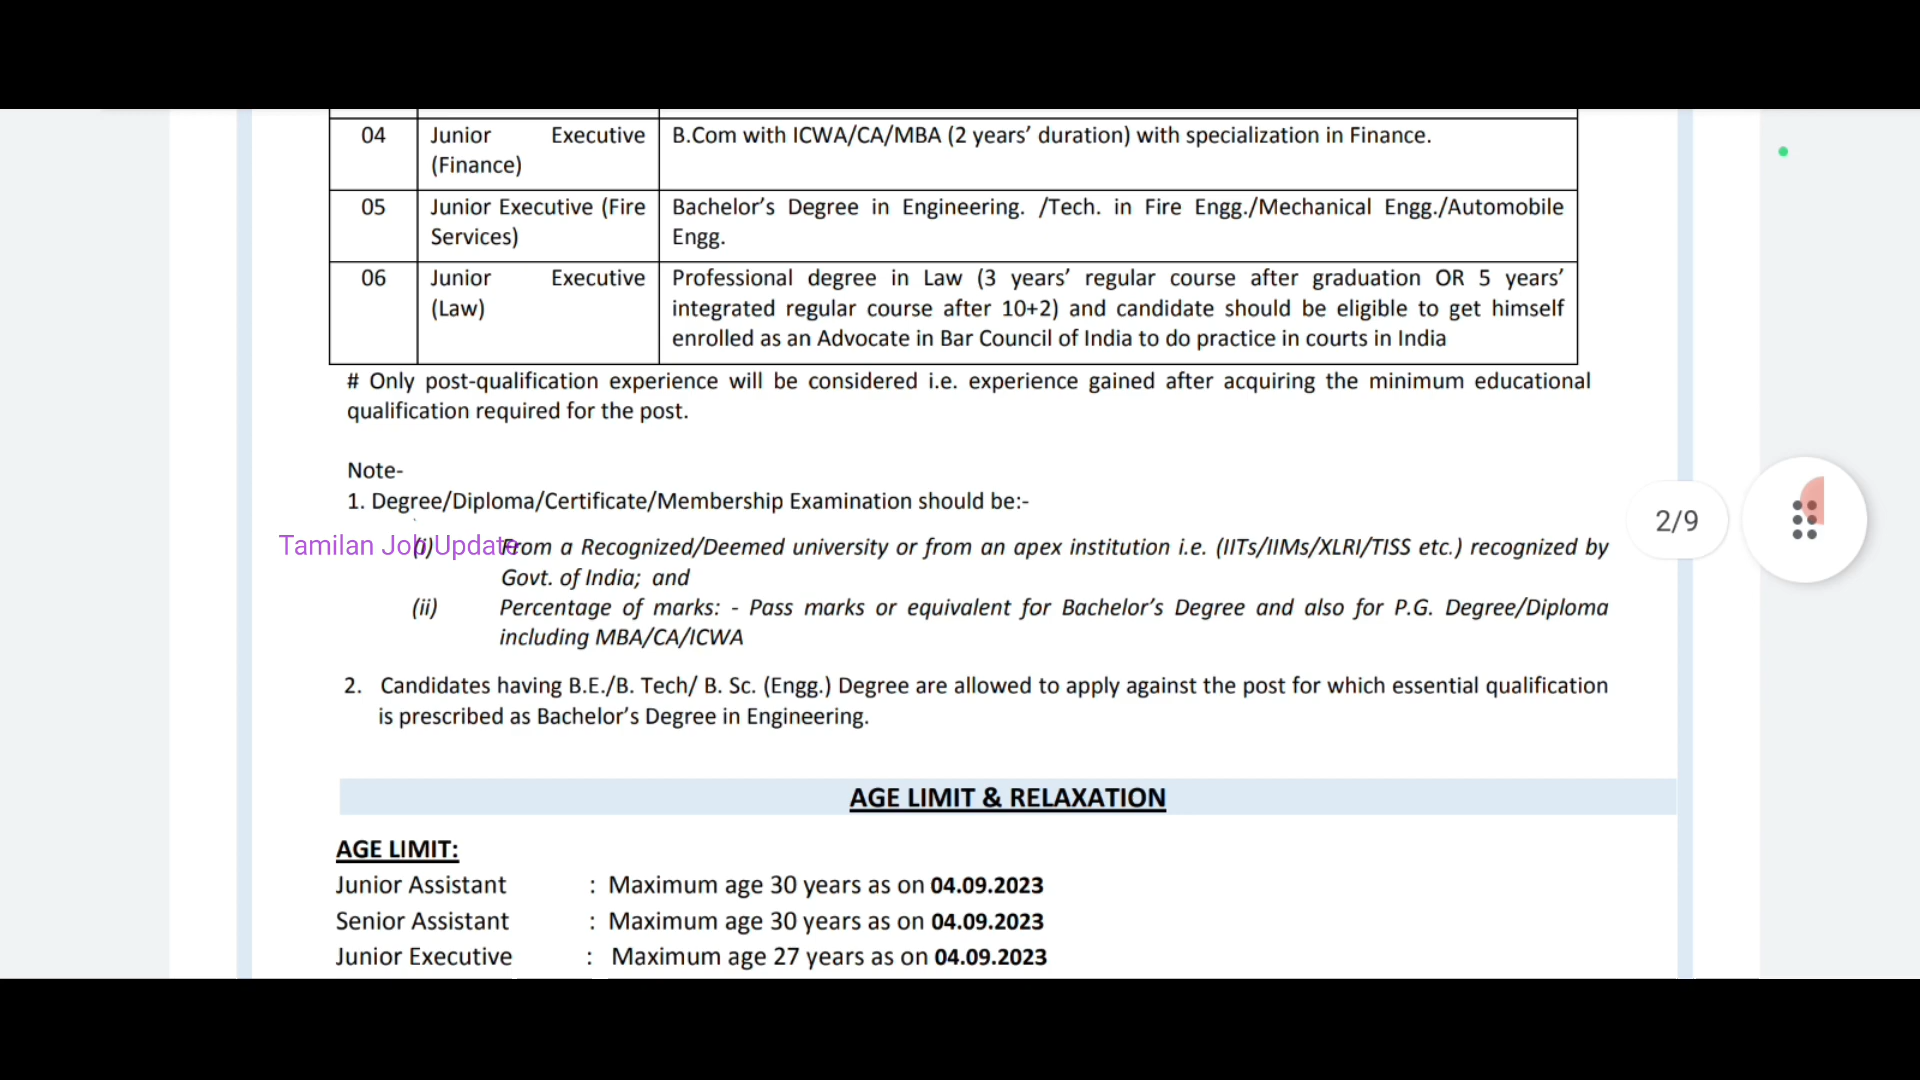 04 Junior Executive B.Com with ICWA/CA/MBA (2 years’ duration) with specialization in Finance.
(Finance)
05 Junior Executive (Fire Bachelor’s Degree in Engineering. /Tech. in Fire Engg./Mechanical Engg./Automobile
Services) Engg.
06 Junior Executive Professional degree in Law (3 years’ regular course after graduation OR 5 years’
(Law) integrated regular course after 10+2) and candidate should be eligible to get himself
enrolled as an Advocate in Bar Council of India to do practice in courts in India
# Only post-qualification experience will be considered i.e. experience gained after acquiring the minimum educational
qualification required for the post.
Note-
1. Degree/Diploma/Certificate/Membership Examination should be:-
2/9
Tamilan Job Update
(i) From a Recognized/Deemed university or from an apex institution i.e. (IITs/IIMs/XLRI/TISS etc.) recognized by
Govt. of India; and
(ii) Percentage of marks: - Pass marks or equivalent for Bachelor’s Degree and also for P.G. Degree/Diploma
including MBA/CA/ICWA
2. Candidates having B.E./B. Tech/ B. Sc. (Engg.) Degree are allowed to apply against the post for which essential qualification
is prescribed as Bachelor’s Degree in Engineering.
AGE LIMIT & RELAXATION
AGE LIMIT:
Junior Assistant : Maximum age 30 years as on 04.09.2023
Senior Assistant : Maximum age 30 years as on 04.09.2023
Junior Executive : Maximum age 27 years as on 04.09.2023